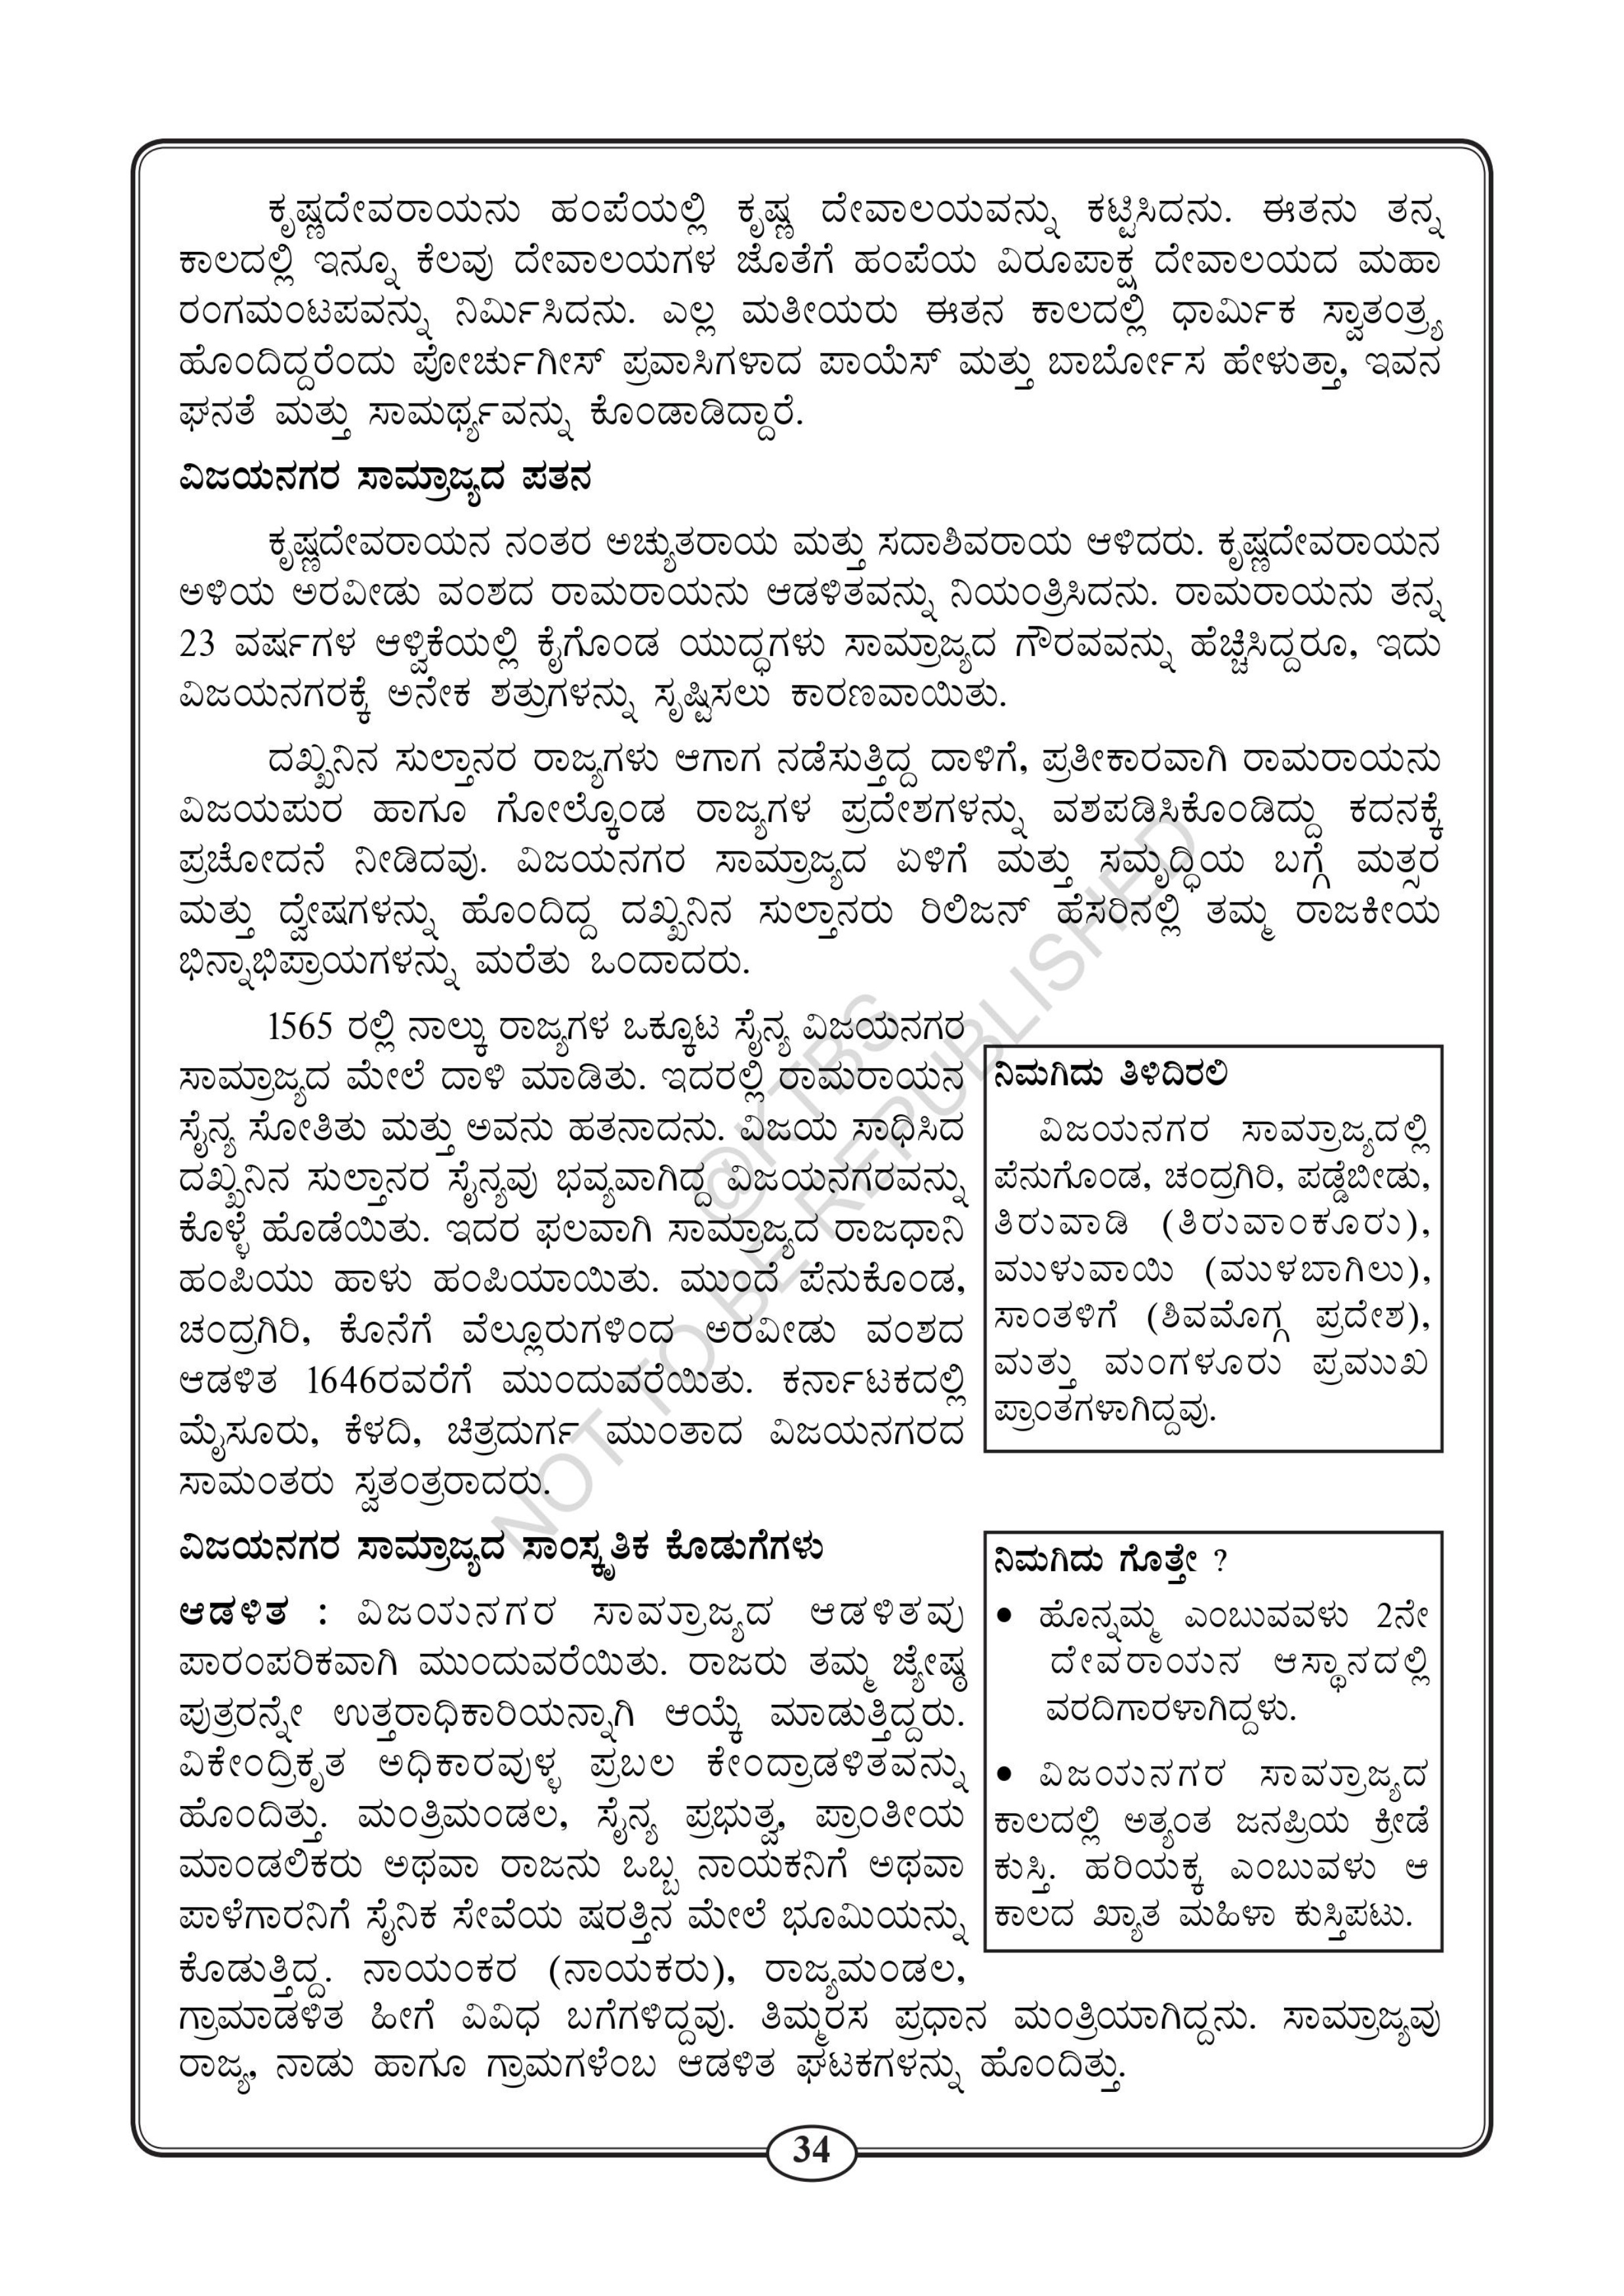 ಕೃಷ್ಣದೇವರಾಯನು ಹಂಪೆಯಲ್ಲಿ ಕೃಷ್ಣ ದೇವಾಲಯವನ್ನು ಕಟ್ಟಿಸಿದನು. ಈತನು ತನ್ನ
ಕಾಲದಲ್ಲಿ ಇನ್ನೂ ಕೆಲವು ದೇವಾಲಯಗಳ ಜೊತೆಗೆ ಹಂಪೆಯ ವಿರೂಪಾಕ್ಷ ದೇವಾಲಯದ ಮಹಾ
ರಂಗಮಂಟಪವನ್ನು ನಿರ್ಮಿಸಿದನು. ಎಲ್ಲ ಮತೀಯರು ಈತನ ಕಾಲದಲ್ಲಿ ಧಾರ್ಮಿಕ ಸ್ವಾತಂತ್ರ್ಯ
ಹೊಂದಿದ್ದರೆಂದು ಪೋರ್ಚುಗೀಸ್ ಪ್ರವಾಸಿಗಳಾದ ಪಾಯೆಸ್ ಮತ್ತು ಬಾರ್ಬೋಸ ಹೇಳುತ್ತಾ, ಇವನ
ಘನತೆ ಮತ್ತು ಸಾಮರ್ಥ್ಯವನ್ನು ಕೊಂಡಾಡಿದ್ದಾರೆ.
ವಿಜಯನಗರ ಸಾಮ್ರಾಜ್ಯದ ಪತನ
ಕೃಷ್ಣದೇವರಾಯನ ನಂತರ ಅಚ್ಯುತರಾಯ ಮತ್ತು ಸದಾಶಿವರಾಯ ಆಳಿದರು. ಕೃಷ್ಣದೇವರಾಯನ
ಅಳಿಯ ಅರವೀಡು ವಂಶದ ರಾಮರಾಯನು ಆಡಳಿತವನ್ನು ನಿಯಂತ್ರಿಸಿದನು. ರಾಮರಾಯನು ತನ್ನ
23 ವರ್ಷಗಳ ಆಳ್ವಿಕೆಯಲ್ಲಿ ಕೈಗೊಂಡ ಯುದ್ಧಗಳು ಸಾಮ್ರಾಜ್ಯದ ಗೌರವವನ್ನು ಹೆಚ್ಚಿಸಿದ್ದರೂ, ಇದು
ವಿಜಯನಗರಕ್ಕೆ ಅನೇಕ ಶತ್ರುಗಳನ್ನು ಸೃಷ್ಟಿಸಲು ಕಾರಣವಾಯಿತು.
ದಖ್ಖನಿನ ಸುಲ್ತಾನರ ರಾಜ್ಯಗಳು ಆಗಾಗ ನಡೆಸುತ್ತಿದ್ದ ದಾಳಿಗೆ, ಪ್ರತೀಕಾರವಾಗಿ ರಾಮರಾಯನು
ವಿಜಯಪುರ ಹಾಗೂ ಗೋಲ್ಕೊಂಡ ರಾಜ್ಯಗಳ ಪ್ರದೇಶಗಳನ್ನು ವಶಪಡಿಸಿಕೊಂಡಿದ್ದು ಕದನಕ್ಕೆ
ಪ್ರಚೋದನೆ ನೀಡಿದವು. ವಿಜಯನಗರ ಸಾಮ್ರಾಜ್ಯದ ಏಳಿಗೆ ಮತ್ತು ಸಮೃದ್ಧಿಯ ಬಗ್ಗೆ ಮತ್ಸರ
ಮತ್ತು ದ್ವೇಷಗಳನ್ನು ಹೊಂದಿದ್ದ ದಖ್ಖನಿನ ಸುಲ್ತಾನರು ರಿಲಿಜನ್ ಹೆಸರಿನಲ್ಲಿ ತಮ್ಮ ರಾಜಕೀಯ
ಭಿನ್ನಾಭಿಪ್ರಾಯಗಳನ್ನು ಮರೆತು ಒಂದಾದರು.
1565 ರಲ್ಲಿ ನಾಲ್ಕು ರಾಜ್ಯಗಳ ಒಕ್ಕೂಟ ಸೈನ್ಯ ವಿಜಯನಗರ
ಸಾಮ್ರಾಜ್ಯದ ಮೇಲೆ ದಾಳಿ ಮಾಡಿತು. ಇದರಲ್ಲಿ ರಾಮರಾಯನ
ಸೈನ್ಯ ಸೋತಿತು ಮತ್ತು ಅವನು ಹತನಾದನು. ವಿಜಯ ಸಾಧಿಸಿದ
ದಖ್ಖನಿನ ಸುಲ್ತಾನರ ಸೈನ್ಯವು ಭವ್ಯವಾಗಿದ್ದ ವಿಜಯನಗರವನ್ನು
ಕೊಳ್ಳೆ ಹೊಡೆಯಿತು. ಇದರ ಫಲವಾಗಿ ಸಾಮ್ರಾಜ್ಯದ ರಾಜಧಾನಿ
ಹಂಪಿಯು ಹಾಳು ಹಂಪಿಯಾಯಿತು. ಮುಂದೆ ಪೆನುಕೊಂಡ,
ಚಂದ್ರಗಿರಿ, ಕೊನೆಗೆ ವೆಲ್ಲೂರುಗಳಿಂದ ಅರವೀಡು ವಂಶದ
ಆಡಳಿತ 1646ರವರೆಗೆ ಮುಂದುವರೆಯಿತು. ಕರ್ನಾಟಕದಲ್ಲಿ
ಮೈಸೂರು, ಕೆಳದಿ, ಚಿತ್ರದುರ್ಗ ಮುಂತಾದ ವಿಜಯನಗರದ
ಸಾಮಂತರು ಸ್ವತಂತ್ರರಾದರು.
ನಿಮಗಿದು ತಿಳಿದಿರಲಿ
ವಿಜಯನಗರ ಸಾಮ್ರಾಜ್ಯದಲ್ಲಿ
ಪೆನುಗೊಂಡ, ಚಂದ್ರಗಿರಿ, ಪಡ್ಡೆಬೀಡು,
ತಿರುವಾಡಿ (ತಿರುವಾಂಕೂರು),
ಮುಳುವಾಯಿ (ಮುಳಬಾಗಿಲು),
ಸಾಂತಳಿಗೆ (ಶಿವಮೊಗ್ಗ ಪ್ರದೇಶ),
ಮತ್ತು ಮಂಗಳೂರು ಪ್ರಮುಖ
ಪ್ರಾಂತಗಳಾಗಿದ್ದವು.
ವಿಜಯನಗರ ಸಾಮ್ರಾಜ್ಯದ ಸಾಂಸ್ಕೃತಿಕ ಕೊಡುಗೆಗಳು
ಆಡಳಿತ : ವಿಜಯನಗರ ಸಾಮ್ರಾಜ್ಯದ ಆಡಳಿತವು
ಪಾರಂಪರಿಕವಾಗಿ ಮುಂದುವರೆಯಿತು. ರಾಜರು ತಮ್ಮ ಜ್ಯೇಷ್ಠ
ಪುತ್ರರನ್ನೇ ಉತ್ತರಾಧಿಕಾರಿಯನ್ನಾಗಿ ಆಯ್ಕೆ ಮಾಡುತ್ತಿದ್ದರು.
ವಿಕೇಂದ್ರಿಕೃತ ಅಧಿಕಾರವುಳ್ಳ ಪ್ರಬಲ ಕೇಂದ್ರಾಡಳಿತವನ್ನು
ಹೊಂದಿತ್ತು. ಮಂತ್ರಿಮಂಡಲ, ಸೈನ್ಯ ಪ್ರಭುತ್ವ, ಪ್ರಾಂತೀಯ
ಮಾಂಡಲಿಕರು ಅಥವಾ ರಾಜನು ಒಬ್ಬ ನಾಯಕನಿಗೆ ಅಥವಾ
ಪಾಳೆಗಾರನಿಗೆ ಸೈನಿಕ ಸೇವೆಯ ಷರತ್ತಿನ ಮೇಲೆ ಭೂಮಿಯನ್ನು
ಕೊಡುತ್ತಿದ್ದ. ನಾಯಂಕರ (ನಾಯಕರು), ರಾಜ್ಯಮಂಡಲ,
ಗ್ರಾಮಾಡಳಿತ ಹೀಗೆ ವಿವಿಧ ಬಗೆಗಳಿದ್ದವು. ತಿಮ್ಮರಸ ಪ್ರಧಾನ ಮಂತ್ರಿಯಾಗಿದ್ದನು. ಸಾಮ್ರಾಜ್ಯವು
ರಾಜ್ಯ, ನಾಡು ಹಾಗೂ ಗ್ರಾಮಗಳೆಂಬ ಆಡಳಿತ ಘಟಕಗಳನ್ನು ಹೊಂದಿತ್ತು.
ನಿಮಗಿದು ಗೊತ್ತೇ ?
• ಹೊನ್ನಮ್ಮ ಎಂಬುವವಳು 2ನೇ
ದೇವರಾಯನ ಆಸ್ಥಾನದಲ್ಲಿ
ವರದಿಗಾರಳಾಗಿದ್ದಳು.
• ವಿಜಯನಗರ ಸಾಮ್ರಾಜ್ಯದ
ಕಾಲದಲ್ಲಿ ಅತ್ಯಂತ ಜನಪ್ರಿಯ ಕ್ರೀಡೆ
ಕುಸ್ತಿ. ಹರಿಯಕ್ಕ ಎಂಬುವಳು ಆ
ಕಾಲದ ಖ್ಯಾತ ಮಹಿಳಾ ಕುಸ್ತಿಪಟು.
@KTBS
NOT TO BE REPUBLISHED
34